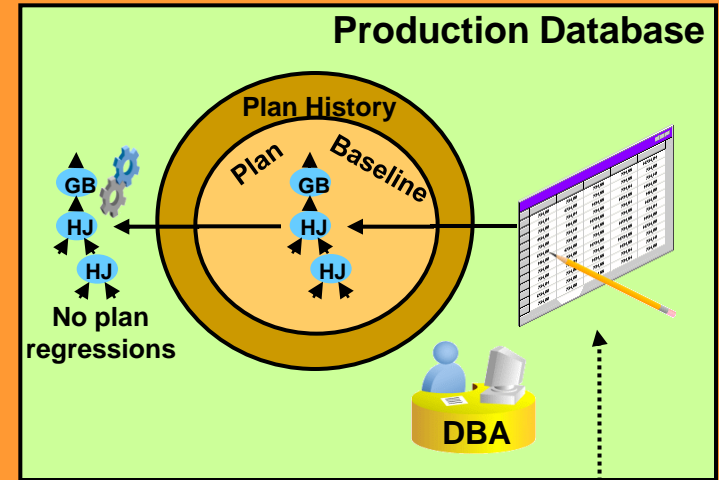 Production Database
Plan History
Plan Baseline
GB
HJ
HJ
GB
HJ
HJ
No plan
regressions
DBA